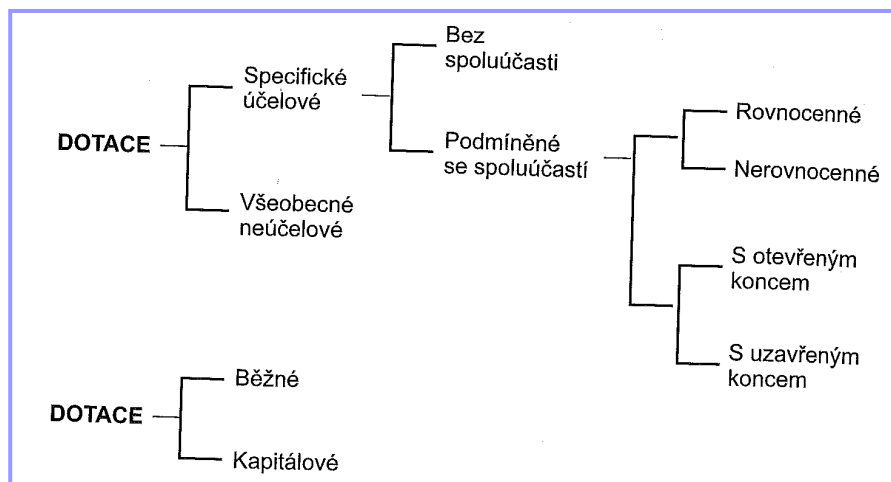 DOTACE
Specifické
účelové
Všeobecné
neúčelové
Bez
spoluúčasti
Podmíněné
se spoluúčastí
Rovnocenné
Nerovnocenné
S otevřeným
koncem
S uzavřeným
koncem
DOTACE
Běžné
Kapitálové